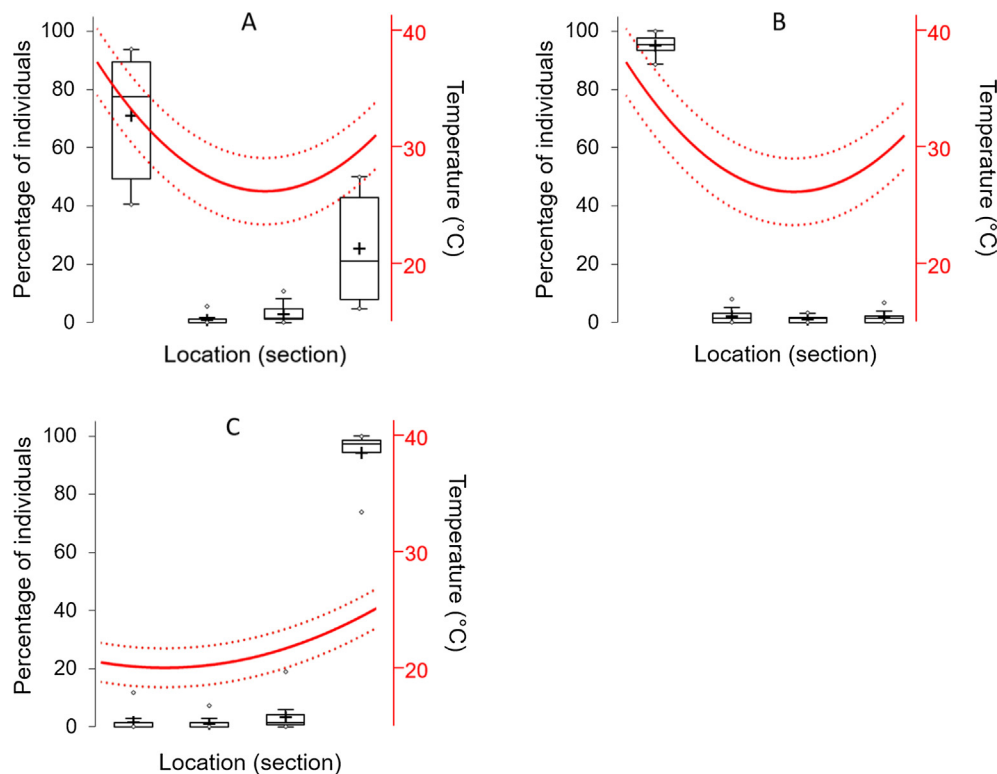 A
Percentage of individuals
100
80
60
40
20
0
40
30
20
Temperature (°C)
Location (section)
B
Percentage of individuals
100
80
60
40
20
0
40
30
20
Temperature (°C)
Location (section)
C
Percentage of individuals
100
80
60
40
20
0
40
30
20
Temperature (°C)
Location (section)